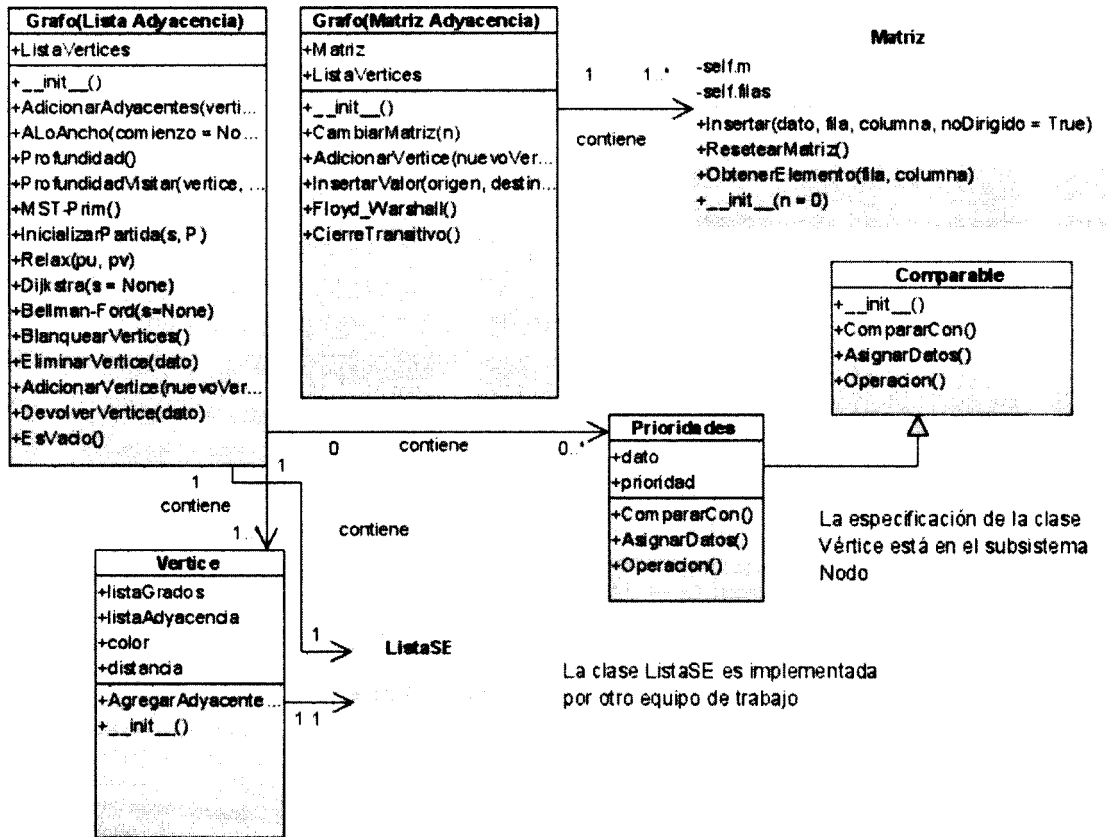 Grafo(Lista Adyacencia)
+ListaVertices
+__init__()
+AdicionarAdyacentes(verti...
+ALoAncho(comienzo = No...
+Profundidad()
+ProfundidadVisitar(vertice, ...
+MST-Prim()
+InicializarPartida(s, P )
+Relax(pu, pv)
+Dijkstra(s = None)
+Bellman-Ford(s=None)
+BlanquearVertices()
+EliminarVertice(dato)
+AdicionarVertice(nuevoVer...
+DevolverVertice(dato)
+EsVacio()
Grafo(Matriz Adyacencia)
+Matriz
+ListaVertices
+__init__()
+CambiarMatriz(n)
+AdicionarVertice(nuevoVer...
+InsertarValor(origen, destin...
+Floyd_Warshall()
+CierreTransitivo()
1
1..*
contiene
Matriz
-self.m
-self.filas
+Insertar(dato, fila, columna, noDirigido = True)
+ResetearMatriz()
+ObtenerElemento(fila, columna)
+__init__(n = 0)
Comparable
+__init__()
+CompararCon()
+AsignarDatos()
+Operacion()
0
contiene
0..*
Prioridades
+dato
+prioridad
+CompararCon()
+AsignarDatos()
+Operacion()
La especificación de la clase
Vértice está en el subsistema
Nodo
1
1
contiene
contiene
1..
Vertice
+listaGrados
+listaAdyacencia
+color
+distancia
+AgregarAdyacente...
+__init__()
1
ListaSE
1 1
La clase ListaSE es implementada
por otro equipo de trabajo